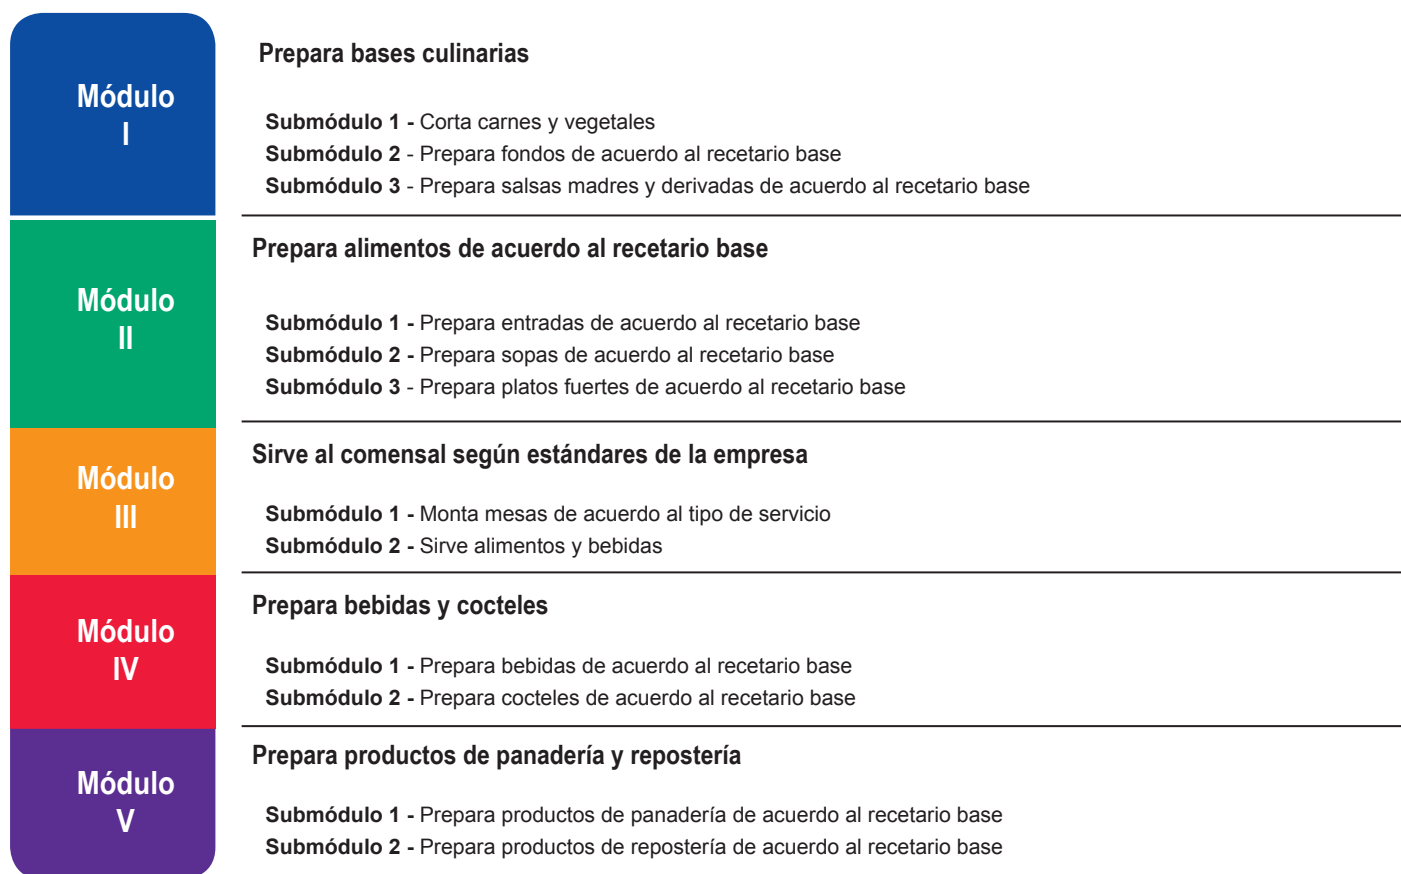 Módulo
I
Prepara bases culinarias
Submódulo 1 - Corta carnes y vegetales
Submódulo 2 - Prepara fondos de acuerdo al recetario base
Submódulo 3 - Prepara salsas madres y derivadas de acuerdo al recetario base
Módulo
II
Prepara alimentos de acuerdo al recetario base
Submódulo 1 - Prepara entradas de acuerdo al recetario base
Submódulo 2 - Prepara sopas de acuerdo al recetario base
Submódulo 3 - Prepara platos fuertes de acuerdo al recetario base
Módulo
III
Sirve al comensal según estándares de la empresa
Submódulo 1 - Monta mesas de acuerdo al tipo de servicio
Submódulo 2 - Sirve alimentos y bebidas
Módulo
IV
Prepara bebidas y cocteles
Submódulo 1 - Prepara bebidas de acuerdo al recetario base
Submódulo 2 - Prepara cocteles de acuerdo al recetario base
Módulo
V
Prepara productos de panadería y repostería
Submódulo 1 - Prepara productos de panadería de acuerdo al recetario base
Submódulo 2 - Prepara productos de repostería de acuerdo al recetario base